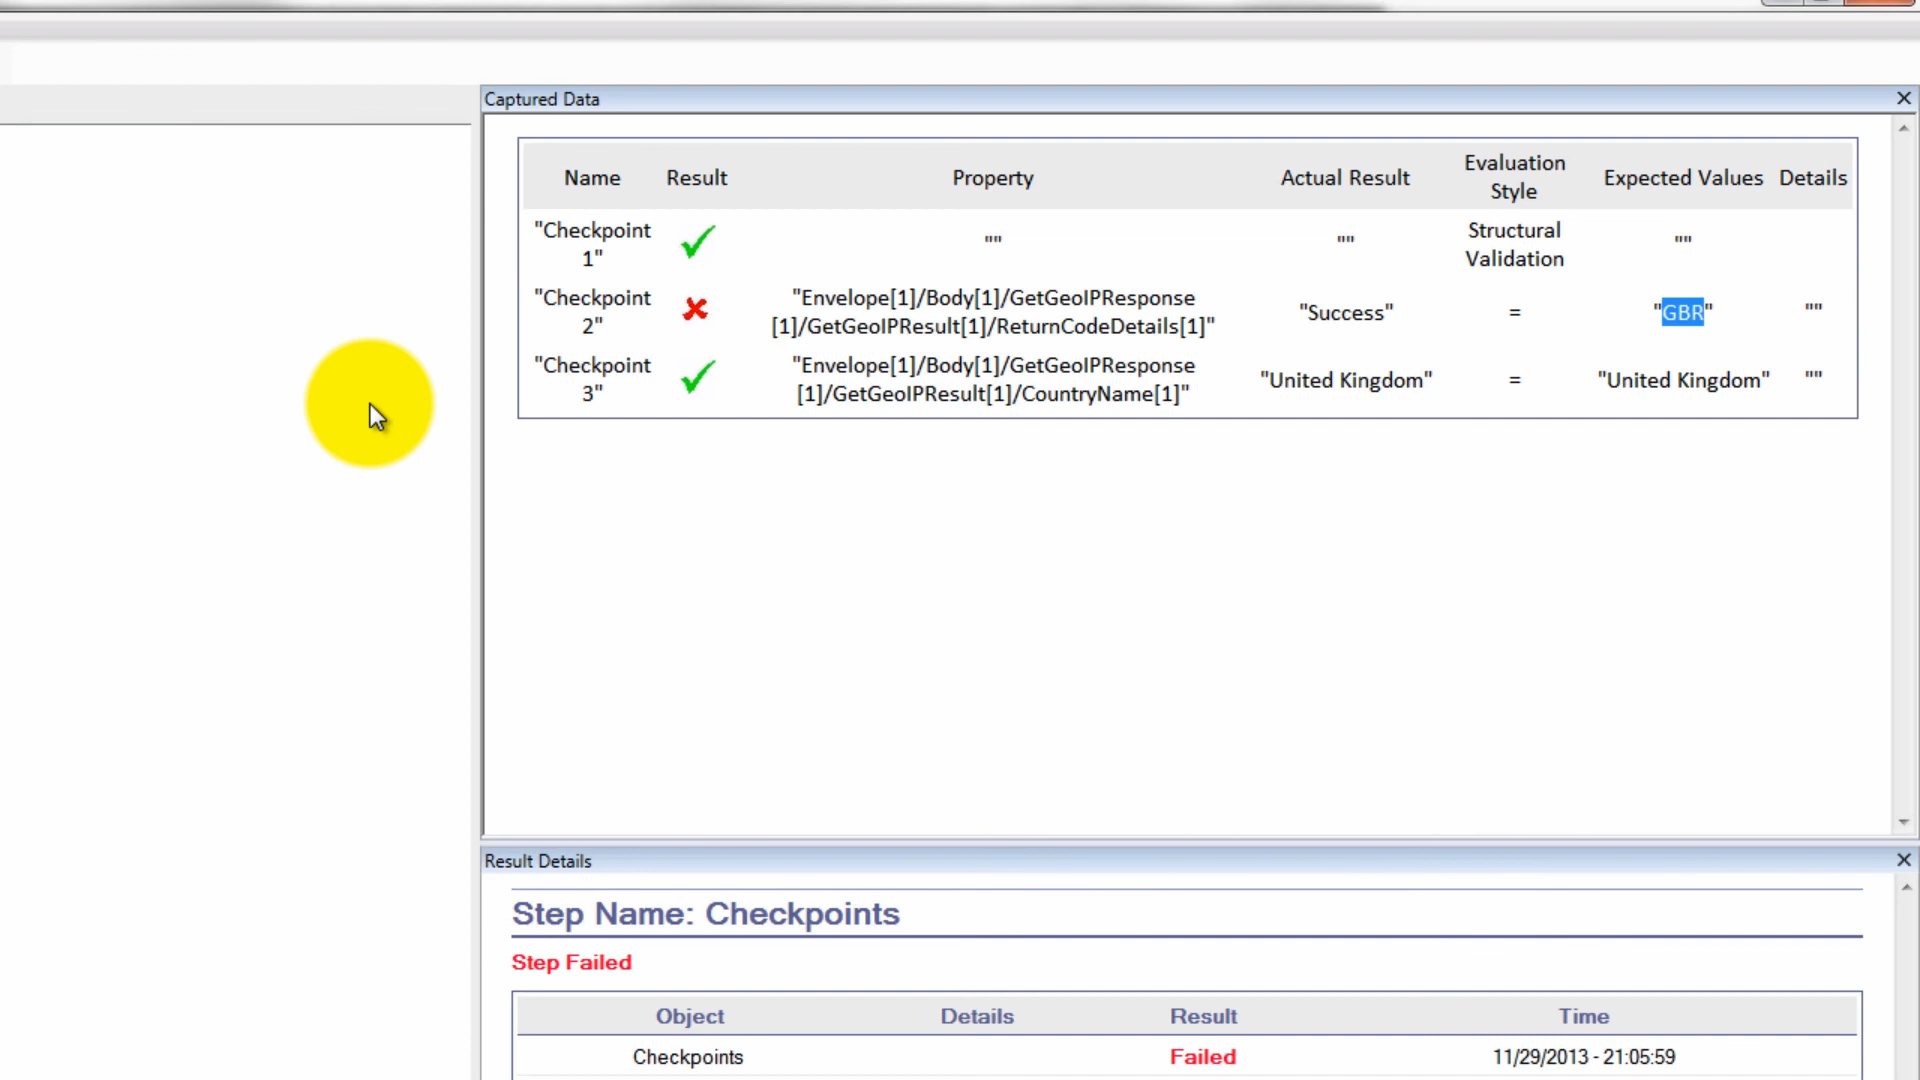 Captured Data
Name Result Property Actual Result Evaluation Style Expected Values Details
"Checkpoint 1" "" "" Structural Validation ""
"Checkpoint 2" "Envelope[1]/Body[1]/GetGeoIPResponse [1]/GetGeoIPResult[1]/ReturnCodeDetails[1]" "Success" = "GBR" ""
"Checkpoint 3" "Envelope[1]/Body[1]/GetGeoIPResponse [1]/GetGeoIPResult[1]/CountryName[1]" "United Kingdom" = "United Kingdom" ""
Result Details
Step Name: Checkpoints
Step Failed
Object Details Result Time
Checkpoints Failed 11/29/2013 - 21:05:59